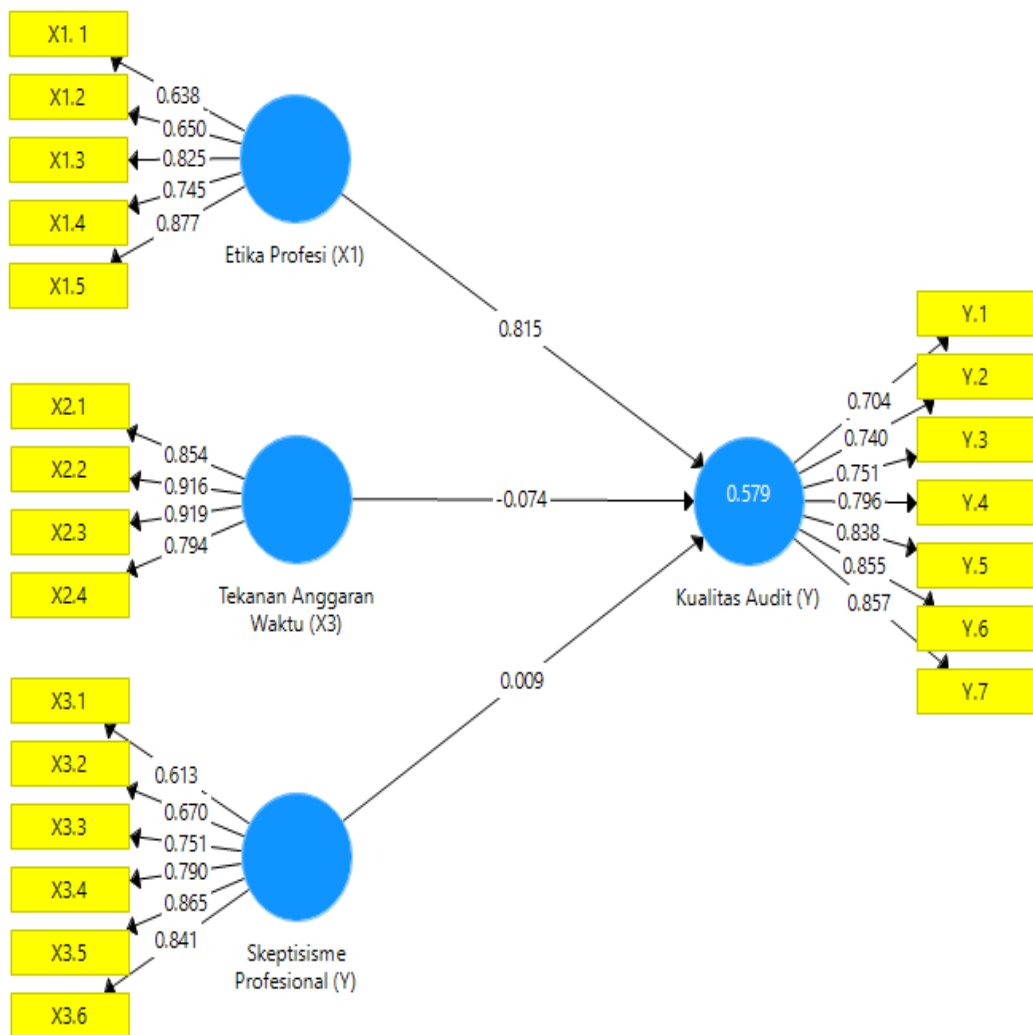 X1. 1
X1.2
X1.3
X1.4
X1.5
0.638
0.650
0.825
0.745
0.877
Etika Profesi (X1)
0.815
X2.1
X2.2
X2.3
X2.4
0.854
0.916
0.919
0.794
Tekanan Anggaran
Waktu (X3)
-0.074
X3.1
X3.2
X3.3
X3.4
X3.5
X3.6
0.613
0.670
0.751
0.790
0.865
0.841
Skeptisisme
Profesional (Y)
0.009
0.579
Kualitas Audit (Y)
0.704
0.740
0.751
0.796
0.838
0.855
0.857
Y.1
Y.2
Y.3
Y.4
Y.5
Y.6
Y.7